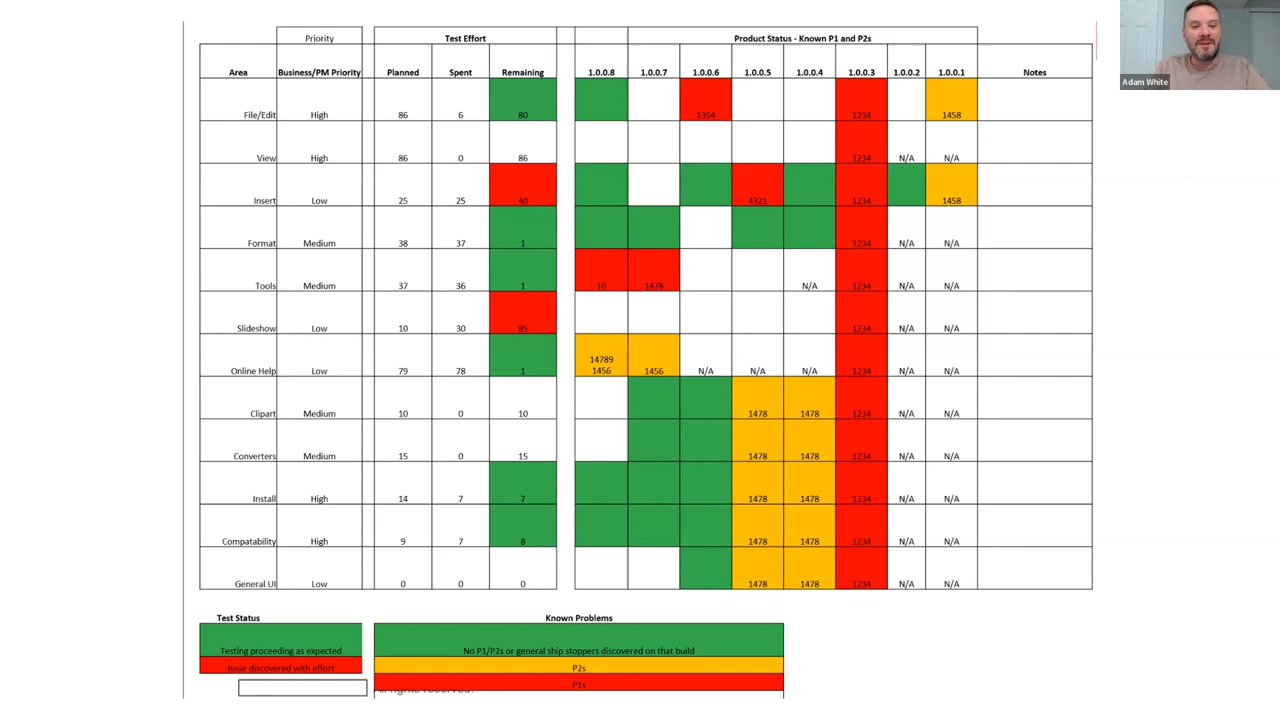 Priority Test Effort Product Status - Known P1 and P2s
Area Business/PM Priority Planned Spent Remaining 1.0.0.8 1.0.0.7 1.0.0.6 1.0.0.5 1.0.0.4 1.0.0.3 1.0.0.2 1.0.0.1 Notes
File/Edit High 86 6 80 1354 1234 1458
View High 86 0 86 1234 N/A N/A
Insert Low 25 25 40 4321 1234 1458
Format Medium 38 37 1 1234 N/A N/A
Tools Medium 37 36 1 10 1478 N/A 1234 N/A N/A
Slideshow Low 10 30 85 1234 N/A N/A
14789
Online Help Low 79 78 1 1456 1456 N/A N/A N/A 1234 N/A N/A
Clipart Medium 10 0 10 1478 1478 1234 N/A N/A
Converters Medium 15 0 15 1478 1478 1234 N/A N/A
Install High 14 7 7 1478 1478 1234 N/A N/A
Compatability High 9 7 8 1478 1478 1234 N/A N/A
General UI Low 0 0 0 1478 1478 1234 N/A N/A
Test Status Known Problems
Testing proceeding as expected No P1/P2s or general ship stoppers discovered on that build
Issue discovered with effort P2s
P1s
All rights reserved.
Adam White